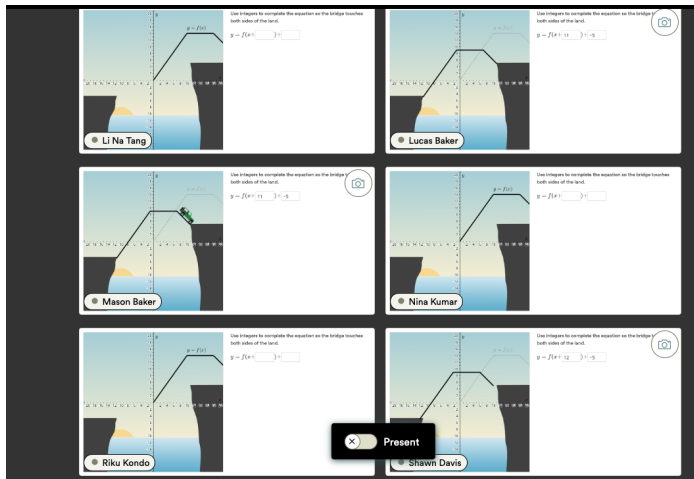 y
y = f(x)
Use integers to complete the equation so the bridge touches
both sides of the land.
y = f(x+ )+
Li Na Tang
y
y = f(x)
Use integers to complete the equation so the bridge
both sides of the land.
y = f(x+ 11 )+ -5
Lucas Baker
y
y = f(x)
Use integers to complete the equation so the bridge
both sides of the land.
y = f(x+ 11 )+ -5
Mason Baker
y
y = f(x)
Use integers to complete the equation so the bridge touches
both sides of the land.
y = f(x+ )+
Nina Kumar
y
y = f(x)
Use integers to complete the equation so the bridge touches
both sides of the land.
y = f(x+ )+
Riku Kondo
y
y = f(x)
Use integers to complete the equation so the bridge
both sides of the land.
y = f(x+ 12 )+ -5
Shawn Davis
Present